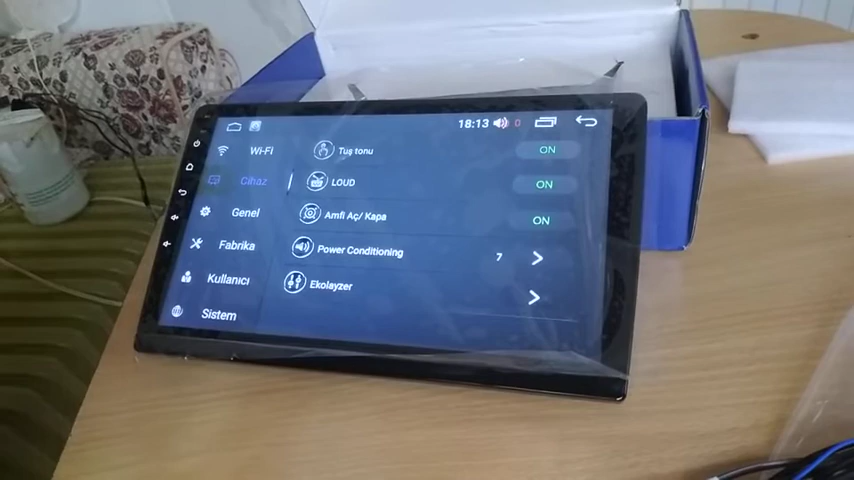 18:13 0
Wi-Fi
Cihaz
Genel
Fabrika
Kullanıcı
Sistem
Tuş tonu ON
LOUD ON
Amfi Aç/ Kapa ON
Power Conditioning 7
Ekolayzer